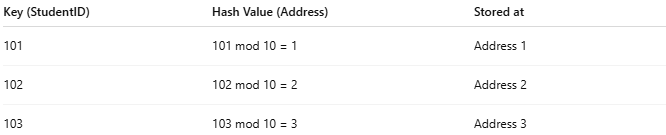 Key (StudentID) Hash Value (Address) Stored at
101 101 mod 10 = 1 Address 1
102 102 mod 10 = 2 Address 2
103 103 mod 10 = 3 Address 3